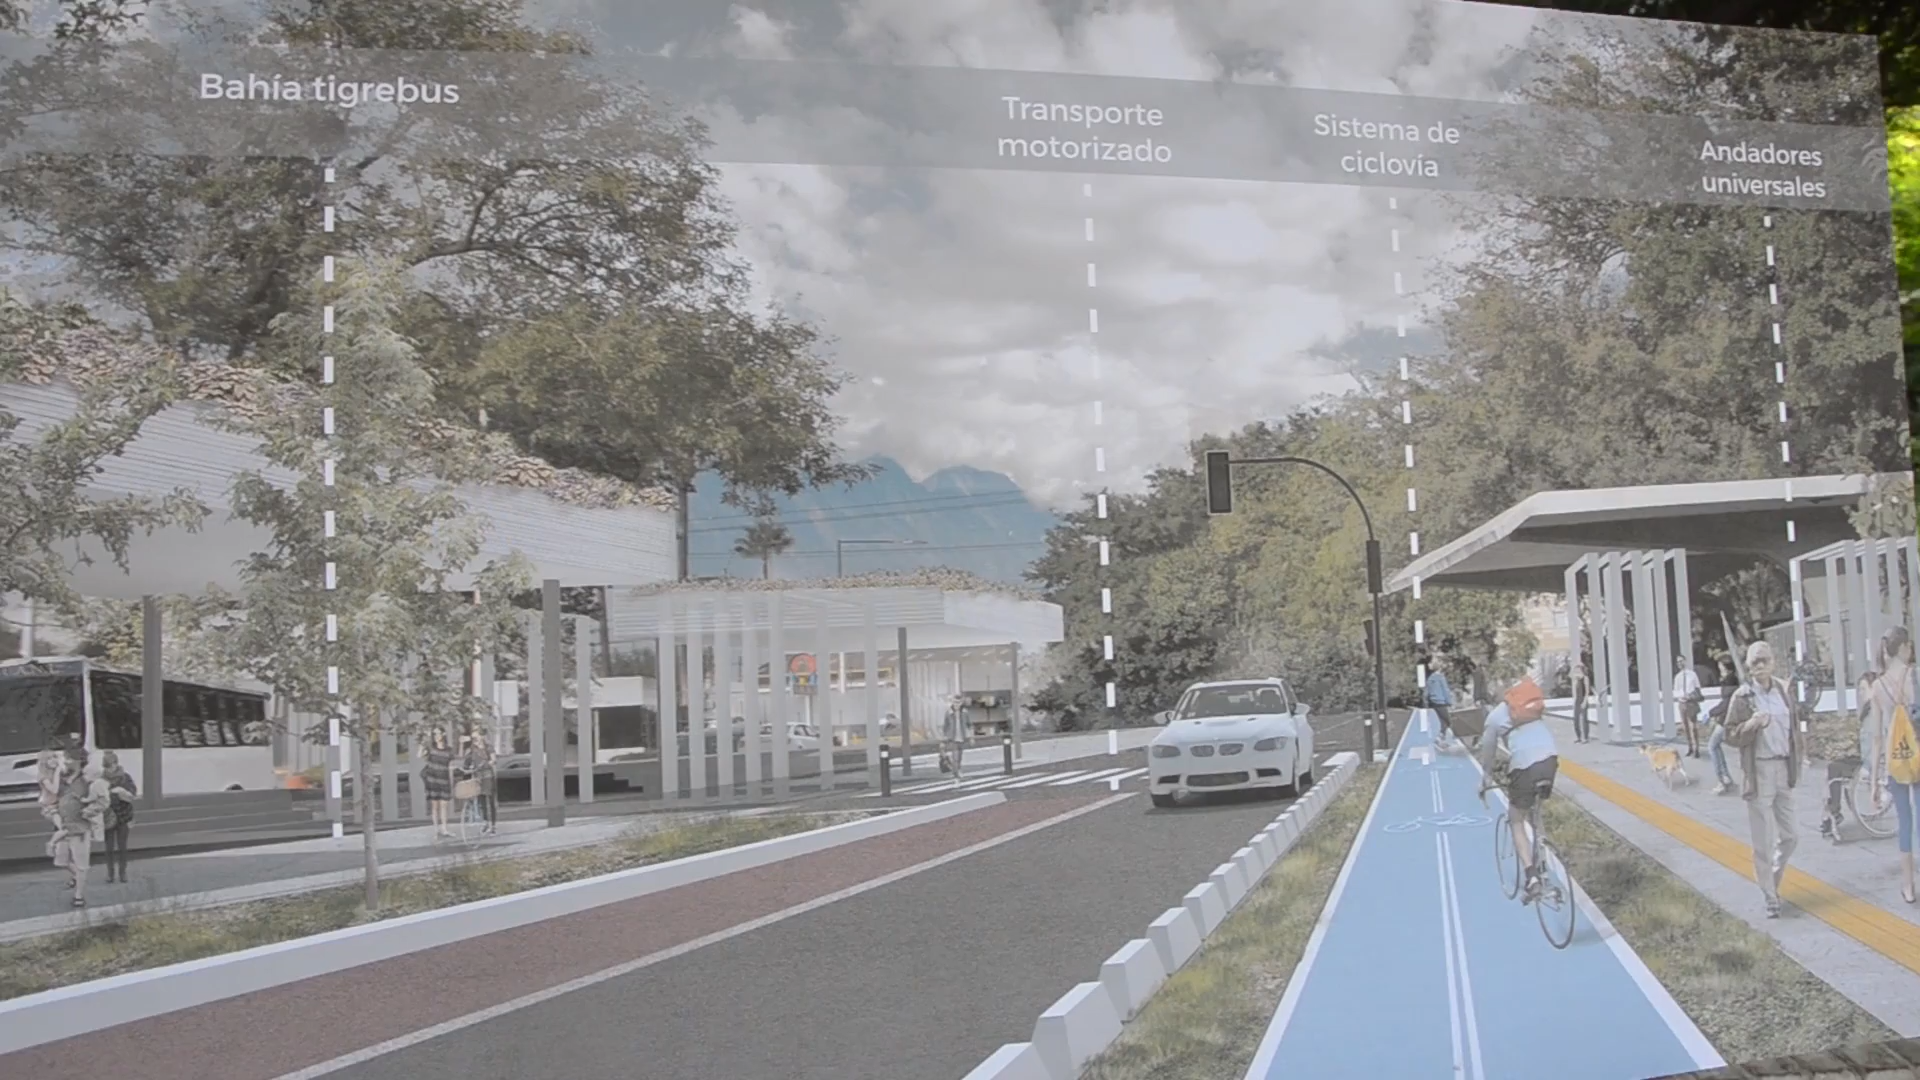 Bahía tigrebus
Transporte
motorizado
Sistema de
ciclovía
Andadores
universales